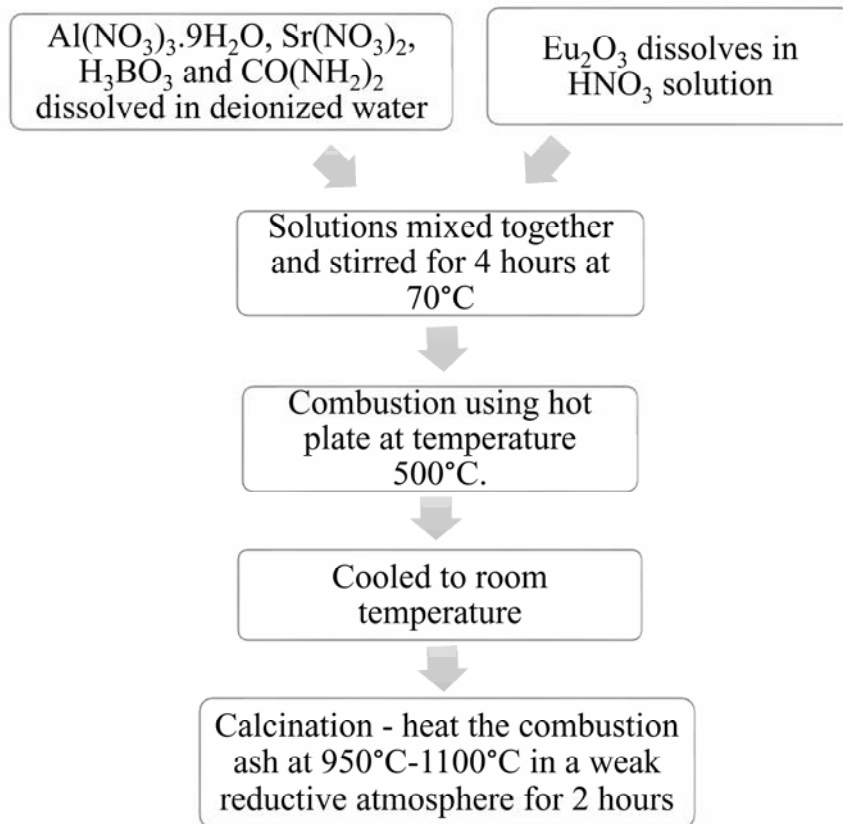 Al(NO₃)₃.9H₂O, Sr(NO₃)₂,
H₃BO₃ and CO(NH₂)₂
dissolved in deionized water
Eu₂O₃ dissolves in
HNO₃ solution
Solutions mixed together
and stirred for 4 hours at
70°C
Combustion using hot
plate at temperature
500°C.
Cooled to room
temperature
Calcination - heat the combustion
ash at 950°C-1100°C in a weak
reductive atmosphere for 2 hours